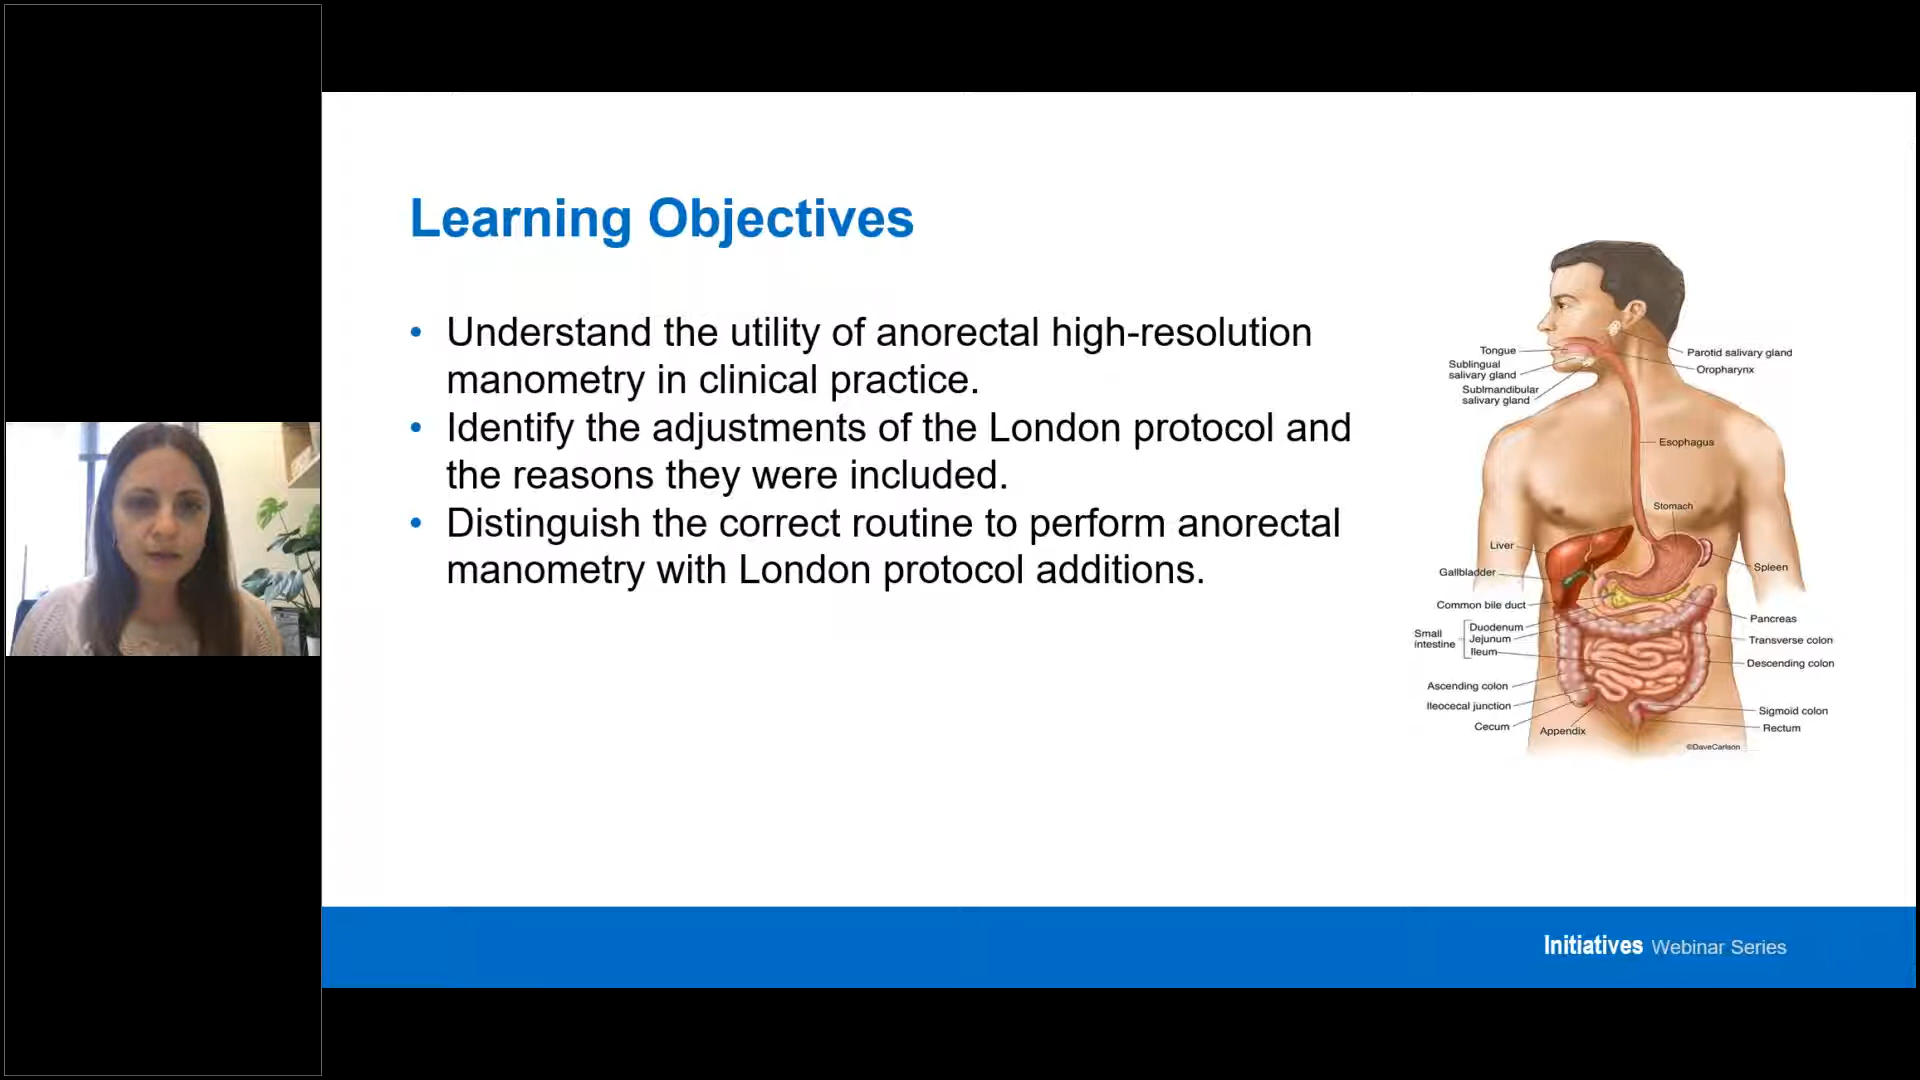 Learning Objectives
• Understand the utility of anorectal high-resolution
manometry in clinical practice.
• Identify the adjustments of the London protocol and
the reasons they were included.
• Distinguish the correct routine to perform anorectal
manometry with London protocol additions.
Tongue
Sublingual
salivary gland
Sublmandibular
salivary gland
Parotid salivary gland
Oropharynx
Esophagus
Stomach
Liver
Gallbladder
Common bile duct
Small
intestine
Duodenum
Jejunum
Ileum
Ascending colon
Ileocecal junction
Cecum
Appendix
Spleen
Pancreas
Transverse colon
Descending colon
Sigmoid colon
Rectum
©DaveCarlson
Initiatives Webinar Series